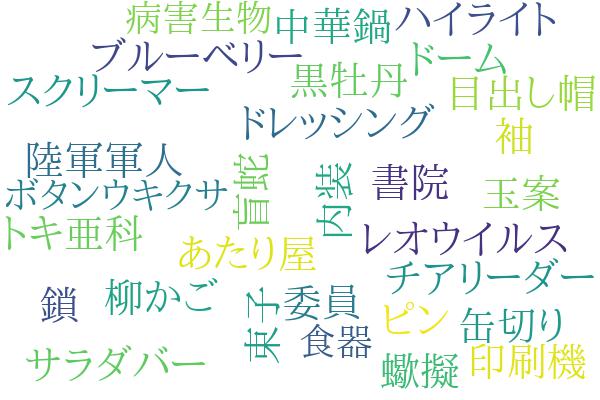 病害生物
中華鍋
ハイライト
ブルーベリー
ドーム
スクリーマー
黒牡丹
目出し帽
ドレッシング
袖
陸軍軍人
盲蛇
内装
書院
玉案
ボタンウキクサ
トキ亜科
あたり屋
レオウイルス
チアリーダー
鎖
柳かご
束子
委員
ピン
缶切り
食器
サラダバー
蠍擬
印刷機